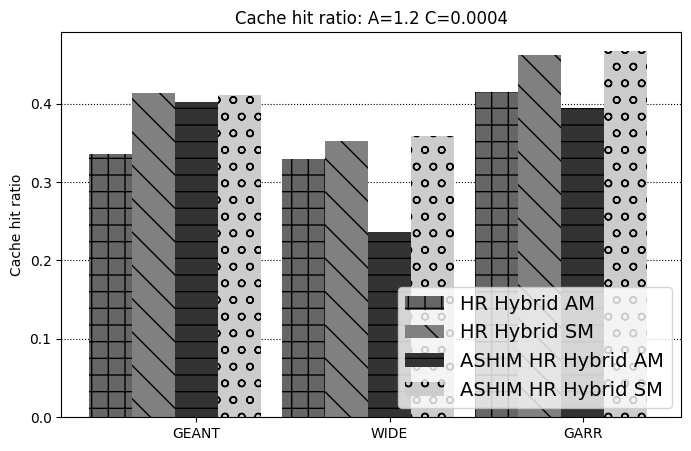 Cache hit ratio: A=1.2 C=0.0004
Cache hit ratio
0.4
0.3
0.2
0.1
0.0
GEANT
WIDE
GARR
HR Hybrid AM
HR Hybrid SM
ASHIM HR Hybrid AM
ASHIM HR Hybrid SM